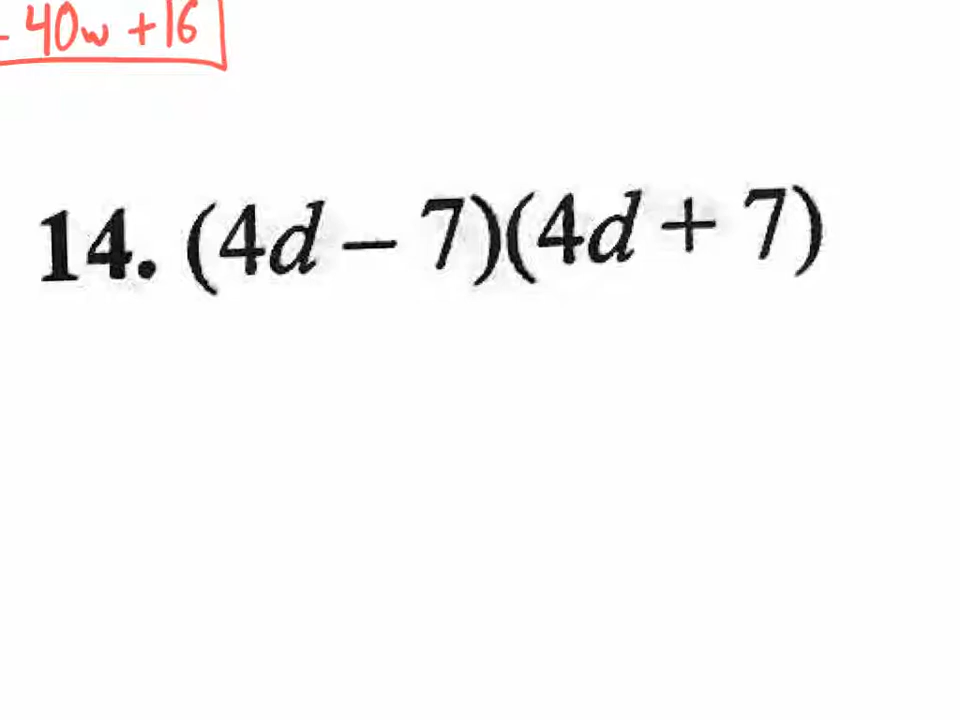 - 40w + 16
14. (4d – 7)(4d + 7)